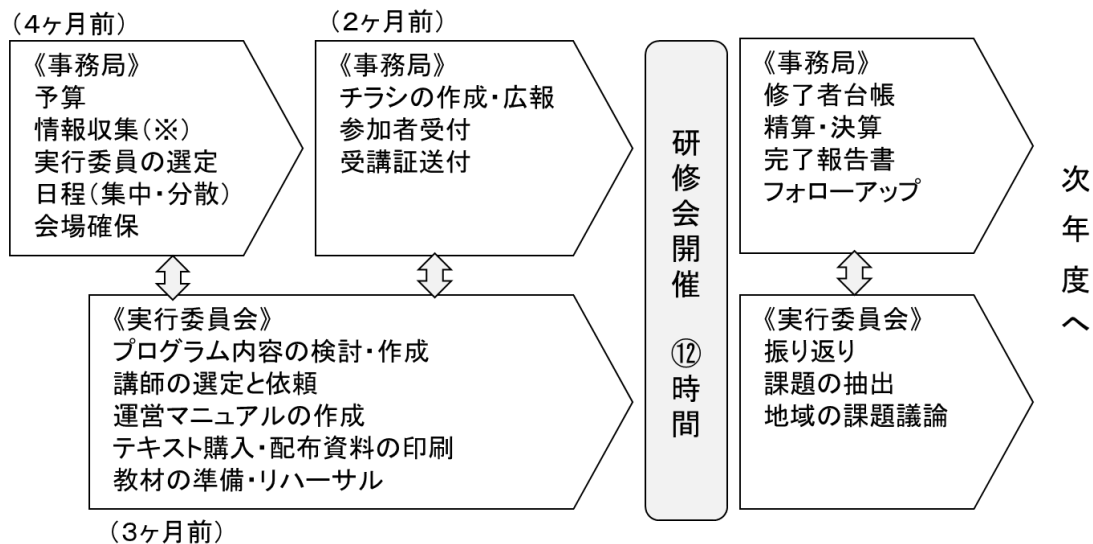 (4ヶ月前)
《事務局》
予算
情報収集(※)
実行委員の選定
日程(集中・分散)
会場確保
(2ヶ月前)
《事務局》
チラシの作成・広報
参加者受付
受講証送付
《実行委員会》
プログラム内容の検討・作成
講師の選定と依頼
運営マニュアルの作成
テキスト購入・配布資料の印刷
教材の準備・リハーサル
(3ヶ月前)
研修会開催 ⑫時間
《事務局》
修了者台帳
精算・決算
完了報告書
フォローアップ
《実行委員会》
振り返り
課題の抽出
地域の課題議論
次年度へ